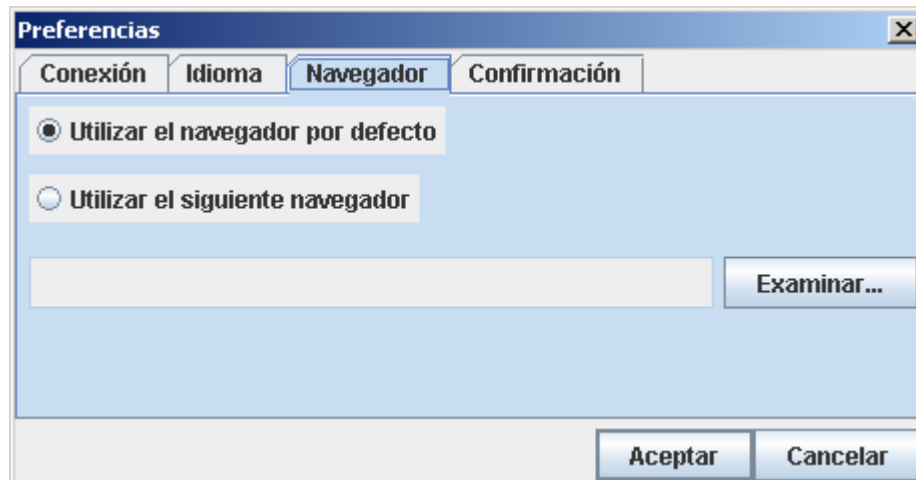 Preferencias
Conexión Idioma Navegador Confirmación
Utilizar el navegador por defecto
Utilizar el siguiente navegador
Examinar...
Aceptar Cancelar